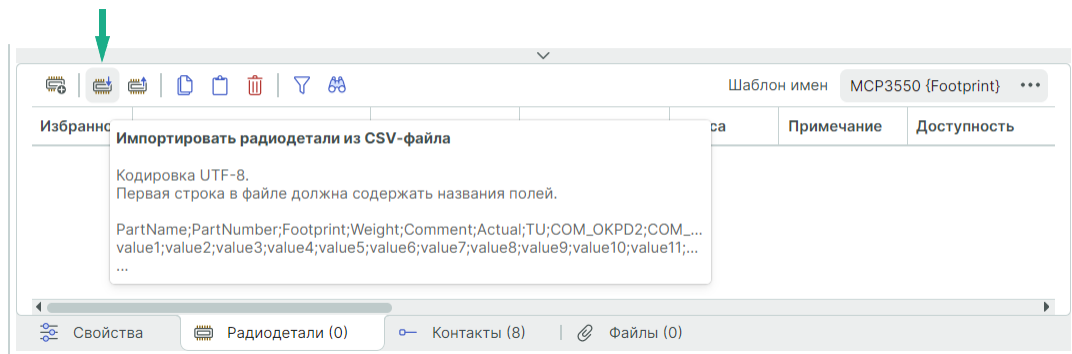 Шаблон имен MCP3550 {Footprint} •••
Избранно са Примечание Доступность
Импортировать радиодетали из CSV-файла
Кодировка UTF-8.
Первая строка в файле должна содержать названия полей.
PartName;PartNumber;Footprint;Weight;Comment;Actual;TU;COM_OKPD2;COM_...
value1;value2;value3;value4;value5;value6;value7;value8;value9;value10;value11;...
...
Свойства Радиодетали (0) Контакты (8) Файлы (0)